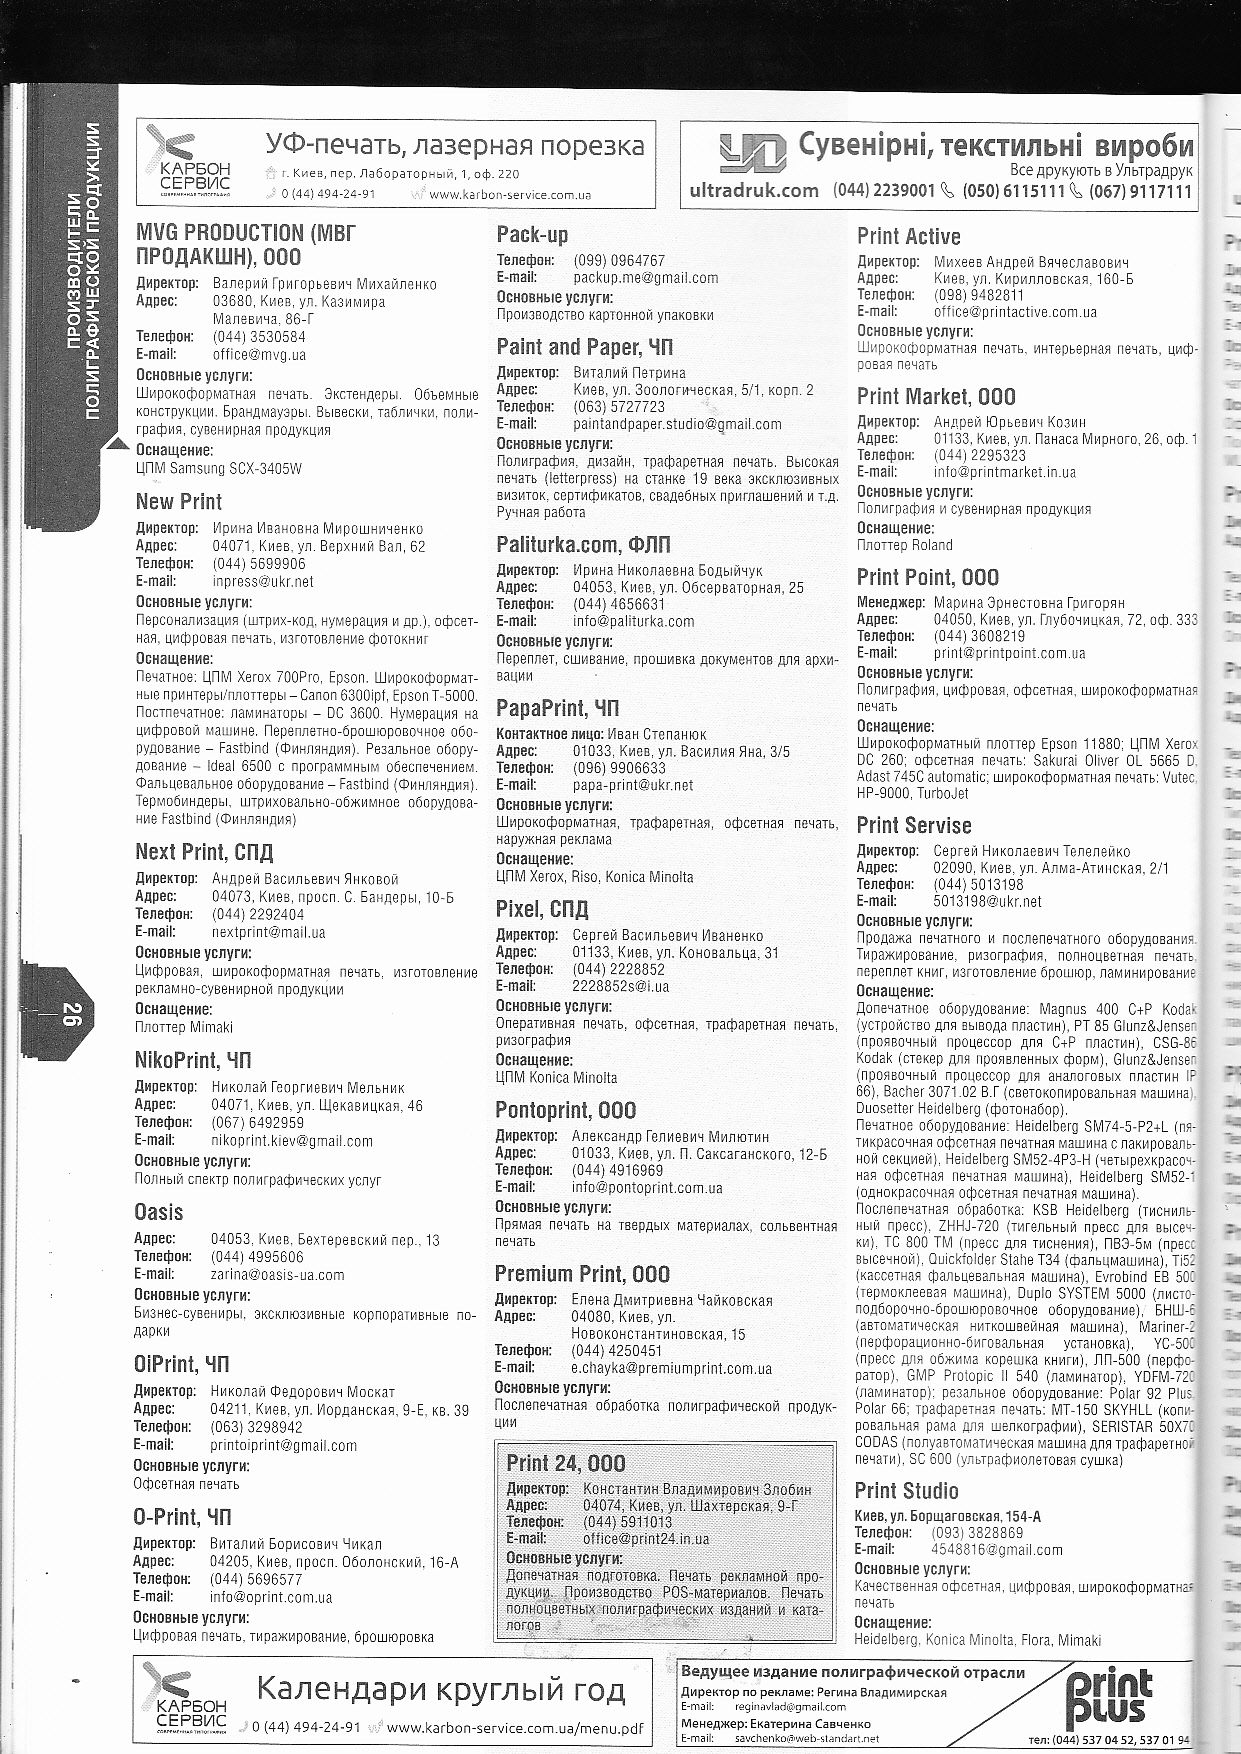 ПРОИЗВОДИТЕЛИ
ПОЛИГРАФИЧЕСКОЙ ПРОДУКЦИИ
26
КАРБОН
СЕРВИС
СОВРЕМЕННАЯ ТИПОГРАФИЯ
УФ-печать, лазерная порезка
г. Киев, пер. Лабораторный, 1, оф. 220
0 (44) 494-24-91 www.karbon-service.com.ua
УД
Сувенірні, текстильні вироби
Все друкують в Ультрадрук
ultradruk.com (044) 2239001 (050) 6115111 (067) 9117111
MVG PRODUCTION (МВГ
ПРОДАКШН), ООО
Директор: Валерий Григорьевич Михайленко
Адрес: 03680, Киев, ул. Казимира
Малевича, 86-Г
Телефон: (044) 3530584
E-mail: office@mvg.ua
Основные услуги:
Широкоформатная печать. Экстендеры. Объемные
конструкции. Брандмауэры. Вывески, таблички, поли-
графия, сувенирная продукция
Оснащение:
ЦПМ Samsung SCX-3405W
New Print
Директор: Ирина Ивановна Мирошниченко
Адрес: 04071, Киев, ул. Верхний Вал, 62
Телефон: (044) 5699906
E-mail: inpress@ukr.net
Основные услуги:
Персонализация (штрих-код, нумерация и др.), офсет-
ная, цифровая печать, изготовление фотокниг
Оснащение:
Печатное: ЦПМ Xerox 700Pro, Epson. Широкоформат-
ные принтеры/плоттеры – Canon 6300ipf, Epson T-5000.
Постпечатное: ламинаторы – DC 3600. Нумерация на
цифровой машине. Переплетно-брошюровочное обо-
рудование – Fastbind (Финляндия). Резальное обору-
дование – Ideal 6500 с программным обеспечением.
Фальцевальное оборудование – Fastbind (Финляндия).
Термобиндеры, штриховально-обжимное оборудова-
ние Fastbind (Финляндия)
Next Print, СПД
Директор: Андрей Васильевич Янковой
Адрес: 04073, Киев, просп. С. Бандеры, 10-Б
Телефон: (044) 2292404
E-mail: nextprint@mail.ua
Основные услуги:
Цифровая, широкоформатная печать, изготовление
рекламно-сувенирной продукции
Оснащение:
Плоттер Mimaki
NikoPrint, ЧП
Директор: Николай Георгиевич Мельник
Адрес: 04071, Киев, ул. Щекавицкая, 46
Телефон: (067) 6492959
E-mail: nikoprint.kiev@gmail.com
Основные услуги:
Полный спектр полиграфических услуг
Oasis
Адрес: 04053, Киев, Бехтеревский пер., 13
Телефон: (044) 4995606
E-mail: zarina@oasis-ua.com
Основные услуги:
Бизнес-сувениры, эксклюзивные корпоративные по-
дарки
OiPrint, ЧП
Директор: Николай Федорович Москат
Адрес: 04211, Киев, ул. Иорданская, 9-Е, кв. 39
Телефон: (063) 3298942
E-mail: printoiprint@gmail.com
Основные услуги:
Офсетная печать
O-Print, ЧП
Директор: Виталий Борисович Чикал
Адрес: 04205, Киев, просп. Оболонский, 16-А
Телефон: (044) 5696577
E-mail: info@oprint.com.ua
Основные услуги:
Цифровая печать, тиражирование, брошюровка
Pack-up
Телефон: (099) 0964767
E-mail: packup.me@gmail.com
Основные услуги:
Производство картонной упаковки
Paint and Paper, ЧП
Директор: Виталий Петрина
Адрес: Киев, ул. Зоологическая, 5/1, корп. 2
Телефон: (063) 5727723
E-mail: paintandpaper.studio@gmail.com
Основные услуги:
Полиграфия, дизайн, трафаретная печать. Высокая
печать (letterpress) на станке 19 века эксклюзивных
визиток, сертификатов, свадебных приглашений и т.д.
Ручная работа
Paliturka.com, ФЛП
Директор: Ирина Николаевна Бодыйчук
Адрес: 04053, Киев, ул. Обсерваторная, 25
Телефон: (044) 4656631
E-mail: info@paliturka.com
Основные услуги:
Переплет, сшивание, прошивка документов для архи-
вации
PapaPrint, ЧП
Контактное лицо: Иван Степанюк
Адрес: 01033, Киев, ул. Василия Яна, 3/5
Телефон: (096) 9906633
E-mail: papa-print@ukr.net
Основные услуги:
Широкоформатная, трафаретная, офсетная печать,
наружная реклама
Оснащение:
ЦПМ Xerox, Riso, Konica Minolta
Pixel, СПД
Директор: Сергей Васильевич Иваненко
Адрес: 01133, Киев, ул. Коновальца, 31
Телефон: (044) 2228852
E-mail: 2228852s@i.ua
Основные услуги:
Оперативная печать, офсетная, трафаретная печать,
ризография
Оснащение:
ЦПМ Konica Minolta
Pontoprint, ООО
Директор: Александр Гелиевич Милютин
Адрес: 01033, Киев, ул. П. Саксаганского, 12-Б
Телефон: (044) 4916969
E-mail: info@pontoprint.com.ua
Основные услуги:
Прямая печать на твердых материалах, сольвентная
печать
Premium Print, ООО
Директор: Елена Дмитриевна Чайковская
Адрес: 04080, Киев, ул.
Новоконстантиновская, 15
Телефон: (044) 4250451
E-mail: e.chayka@premiumprint.com.ua
Основные услуги:
Послепечатная обработка полиграфической продук-
ции
Print 24, ООО
Директор: Константин Владимирович Злобин
Адрес: 04074, Киев, ул. Шахтерская, 9-Г
Телефон: (044) 5911013
E-mail: office@print24.in.ua
Основные услуги:
Допечатная подготовка. Печать рекламной про-
дукции. Производство POS-материалов. Печать
полноцветных полиграфических изданий и ката-
логов
Print Active
Директор: Михеев Андрей Вячеславович
Адрес: Киев, ул. Кирилловская, 160-Б
Телефон: (098) 9482811
E-mail: office@printactive.com.ua
Основные услуги:
Широкоформатная печать, интерьерная печать, циф-
ровая печать
Print Market, ООО
Директор: Андрей Юрьевич Козин
Адрес: 01133, Киев, ул. Панаса Мирного, 26, оф. 1
Телефон: (044) 2295323
E-mail: info@printmarket.in.ua
Основные услуги:
Полиграфия и сувенирная продукция
Оснащение:
Плоттер Roland
Print Point, ООО
Менеджер: Марина Эрнестовна Григорян
Адрес: 04050, Киев, ул. Глубочицкая, 72, оф. 333
Телефон: (044) 3608219
E-mail: print@printpoint.com.ua
Основные услуги:
Полиграфия, цифровая, офсетная, широкоформатная
печать
Оснащение:
Широкоформатный плоттер Epson 11880; ЦПМ Xerox
DC 260; офсетная печать: Sakurai Oliver OL 5665 D,
Adast 745C automatic; широкоформатная печать: Vutec,
HP-9000, TurboJet
Print Servise
Директор: Сергей Николаевич Телелейко
Адрес: 02090, Киев, ул. Алма-Атинская, 2/1
Телефон: (044) 5013198
E-mail: 5013198@ukr.net
Основные услуги:
Продажа печатного и послепечатного оборудования.
Тиражирование, ризография, полноцветная печать,
переплет книг, изготовление брошюр, ламинирование
Оснащение:
Допечатное оборудование: Magnus 400 C+P Kodak
(устройство для вывода пластин), PT 85 Glunz&Jensen
(проявочный процессор для C+P пластин), CSG-86
Kodak (стекер для проявленных форм), Glunz&Jensen
(проявочный процессор для аналоговых пластин IP
66), Bacher 3071.02 В.Г (светокопировальная машина),
Duosetter Heidelberg (фотонабор).
Печатное оборудование: Heidelberg SM74-5-P2+L (пя-
тикрасочная офсетная печатная машина с лакироваль-
ной секцией), Heidelberg SM52-4P3-H (четырехкрасоч-
ная офсетная печатная машина), Heidelberg SM52-1
(однокрасочная офсетная печатная машина).
Послепечатная обработка: KSB Heidelberg (тисниль-
ный пресс), ZHHJ-720 (тигельный пресс для высеч-
ки), ТС 800 ТМ (пресс для тиснения), ПВЭ-5м (пресс
высечной), Quickfolder Stahe T34 (фальцмашина), Ti52
(кассетная фальцевальная машина), Evrobind EB 500
(термоклеевая машина), Duplo SYSTEM 5000 (листо-
подборочно-брошюровочное оборудование), БНШ-6
(автоматическая ниткошвейная машина), Mariner-2
(перфорационно-биговальная установка), YC-500
(пресс для обжима корешка книги), ЛП-500 (перфо-
ратор), GMP Protopic II 540 (ламинатор), YDFM-720
(ламинатор); резальное оборудование: Polar 92 Plus,
Polar 66; трафаретная печать: MT-150 SKYHLL (копи-
ровальная рама для шелкографии), SERISTAR 50X70
CODAS (полуавтоматическая машина для трафаретной
печати), SC 600 (ультрафиолетовая сушка)
Print Studio
Киев, ул. Борщаговская, 154-А
Телефон: (093) 3828869
E-mail: 4548816@gmail.com
Основные услуги:
Качественная офсетная, цифровая, широкоформатная
печать
Оснащение:
Heidelberg, Konica Minolta, Flora, Mimaki
КАРБОН
СЕРВИС
СОВРЕМЕННАЯ ТИПОГРАФИЯ
Календари круглый год
0 (44) 494-24-91 www.karbon-service.com.ua/menu.pdf
Ведущее издание полиграфической отрасли
Директор по рекламе: Регина Владимирская
E-mail: reginavlad@gmail.com
Менеджер: Екатерина Савченко
E-mail: savchenko@web-standart.net
print
plus
тел: (044) 537 04 52, 537 01 94